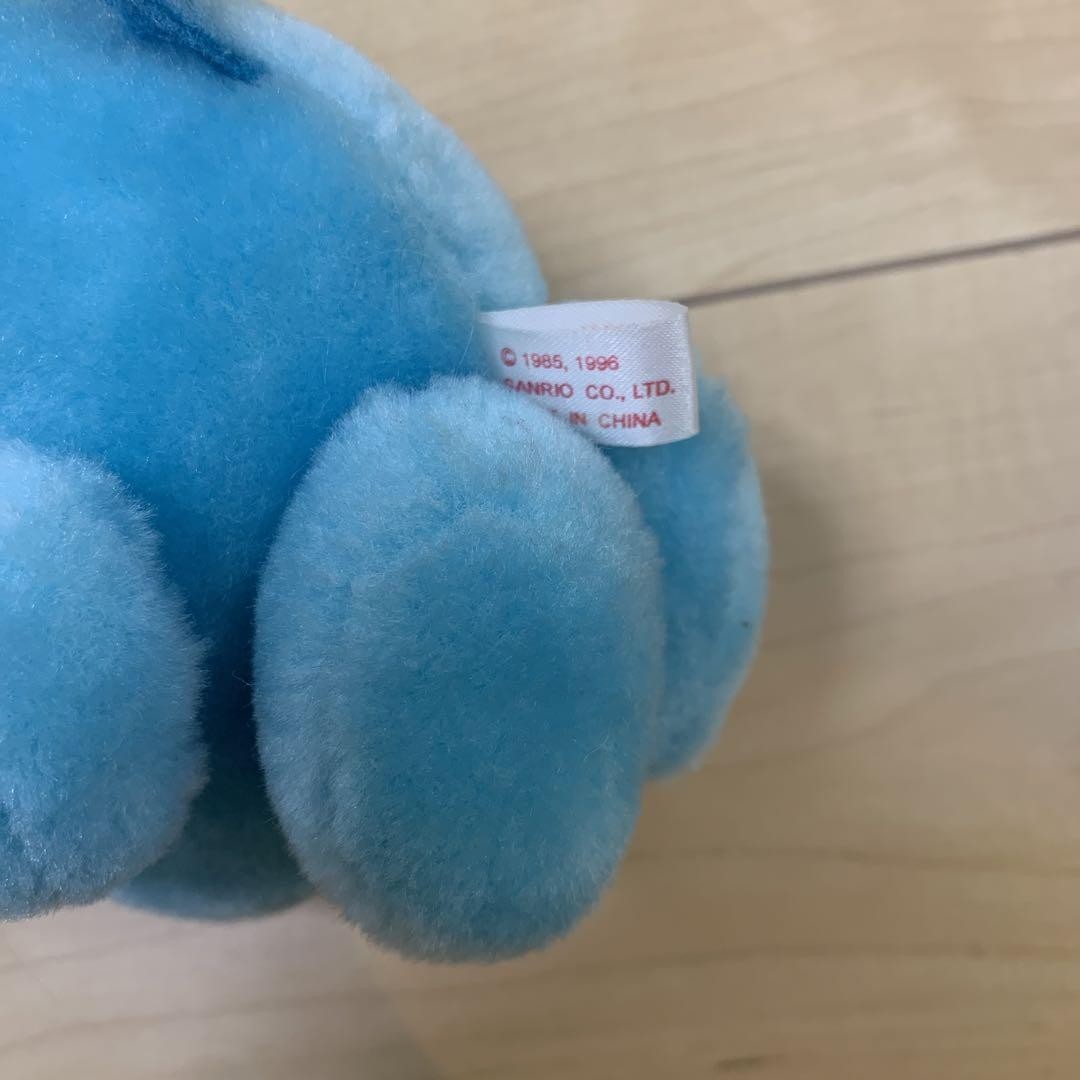 © 1985, 1996
SANRIO CO., LTD.
IN CHINA